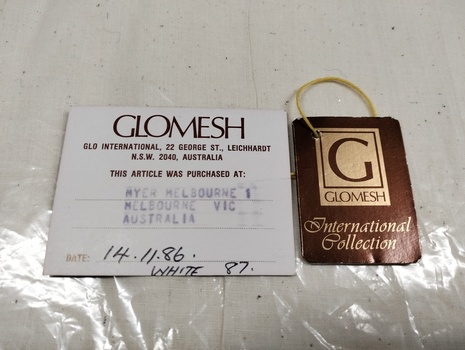 GLOMESH
GLO INTERNATIONAL, 22 GEORGE ST., LEICHHARDT
N.S.W. 2040, AUSTRALIA
THIS ARTICLE WAS PURCHASED AT:
MYER MELBOURNE 1
MELBOURNE VIC
AUSTRALIA
DATE: 14.11.86.
WHITE 87.
G
GLOMESH
International
Collection